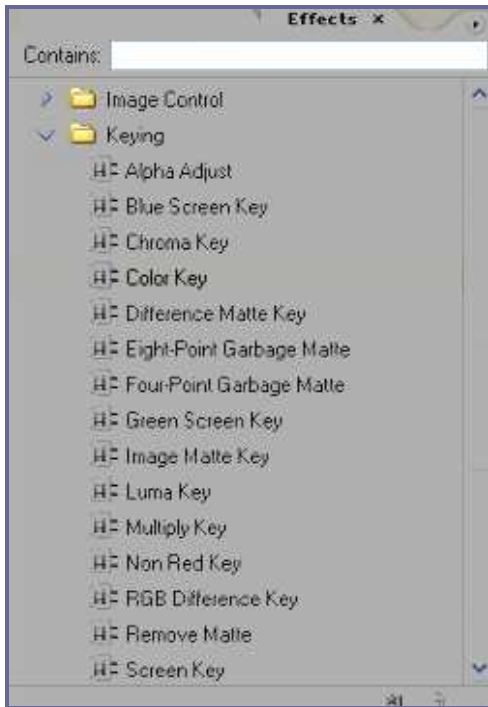 Effects ×
Contains:
Image Control
Keying
Alpha Adjust
Blue Screen Key
Chroma Key
Color Key
Difference Matte Key
Eight-Point Garbage Matte
Four-Point Garbage Matte
Green Screen Key
Image Matte Key
Luma Key
Multiply Key
Non Red Key
RGB Difference Key
Remove Matte
Screen Key